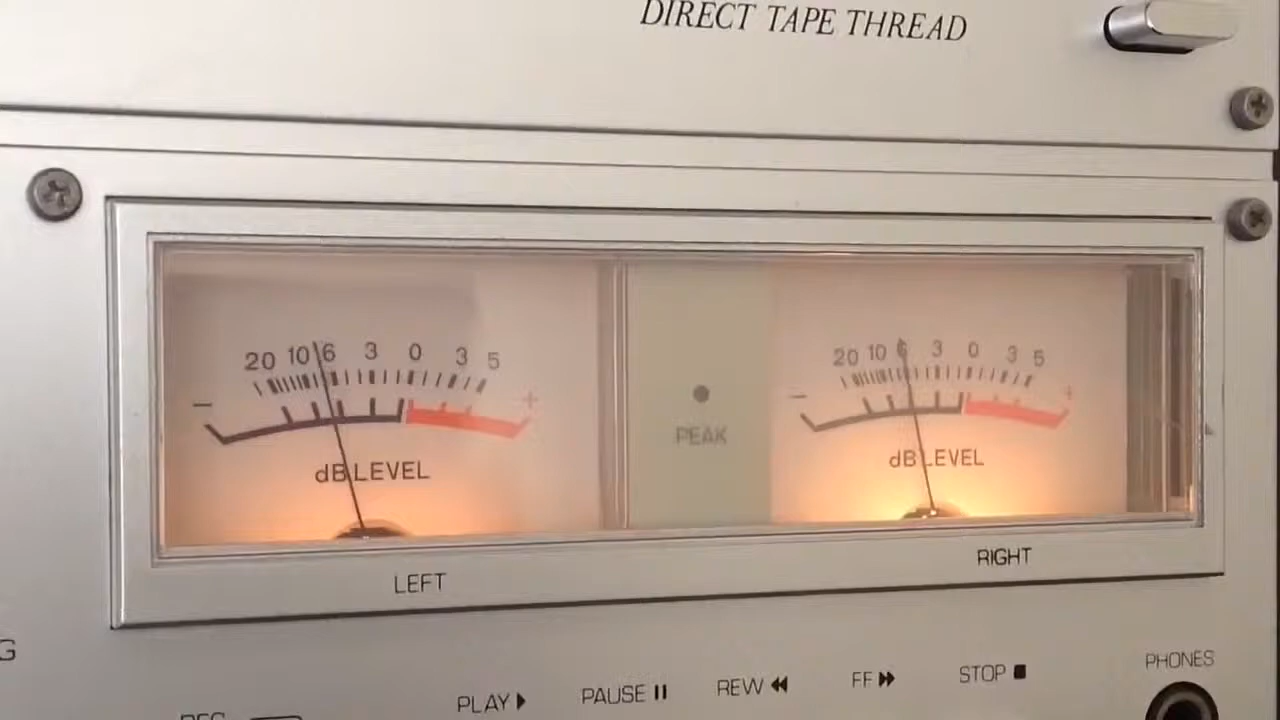 DIRECT TAPE THREAD
20 10 6 3 0 3 5
− +
dB LEVEL
PEAK
20 10 6 3 0 3 5
− +
dB LEVEL
LEFT
RIGHT
PLAY ▶ PAUSE ⏸ REW ◀◀ FF ▶▶ STOP ■
PHONES